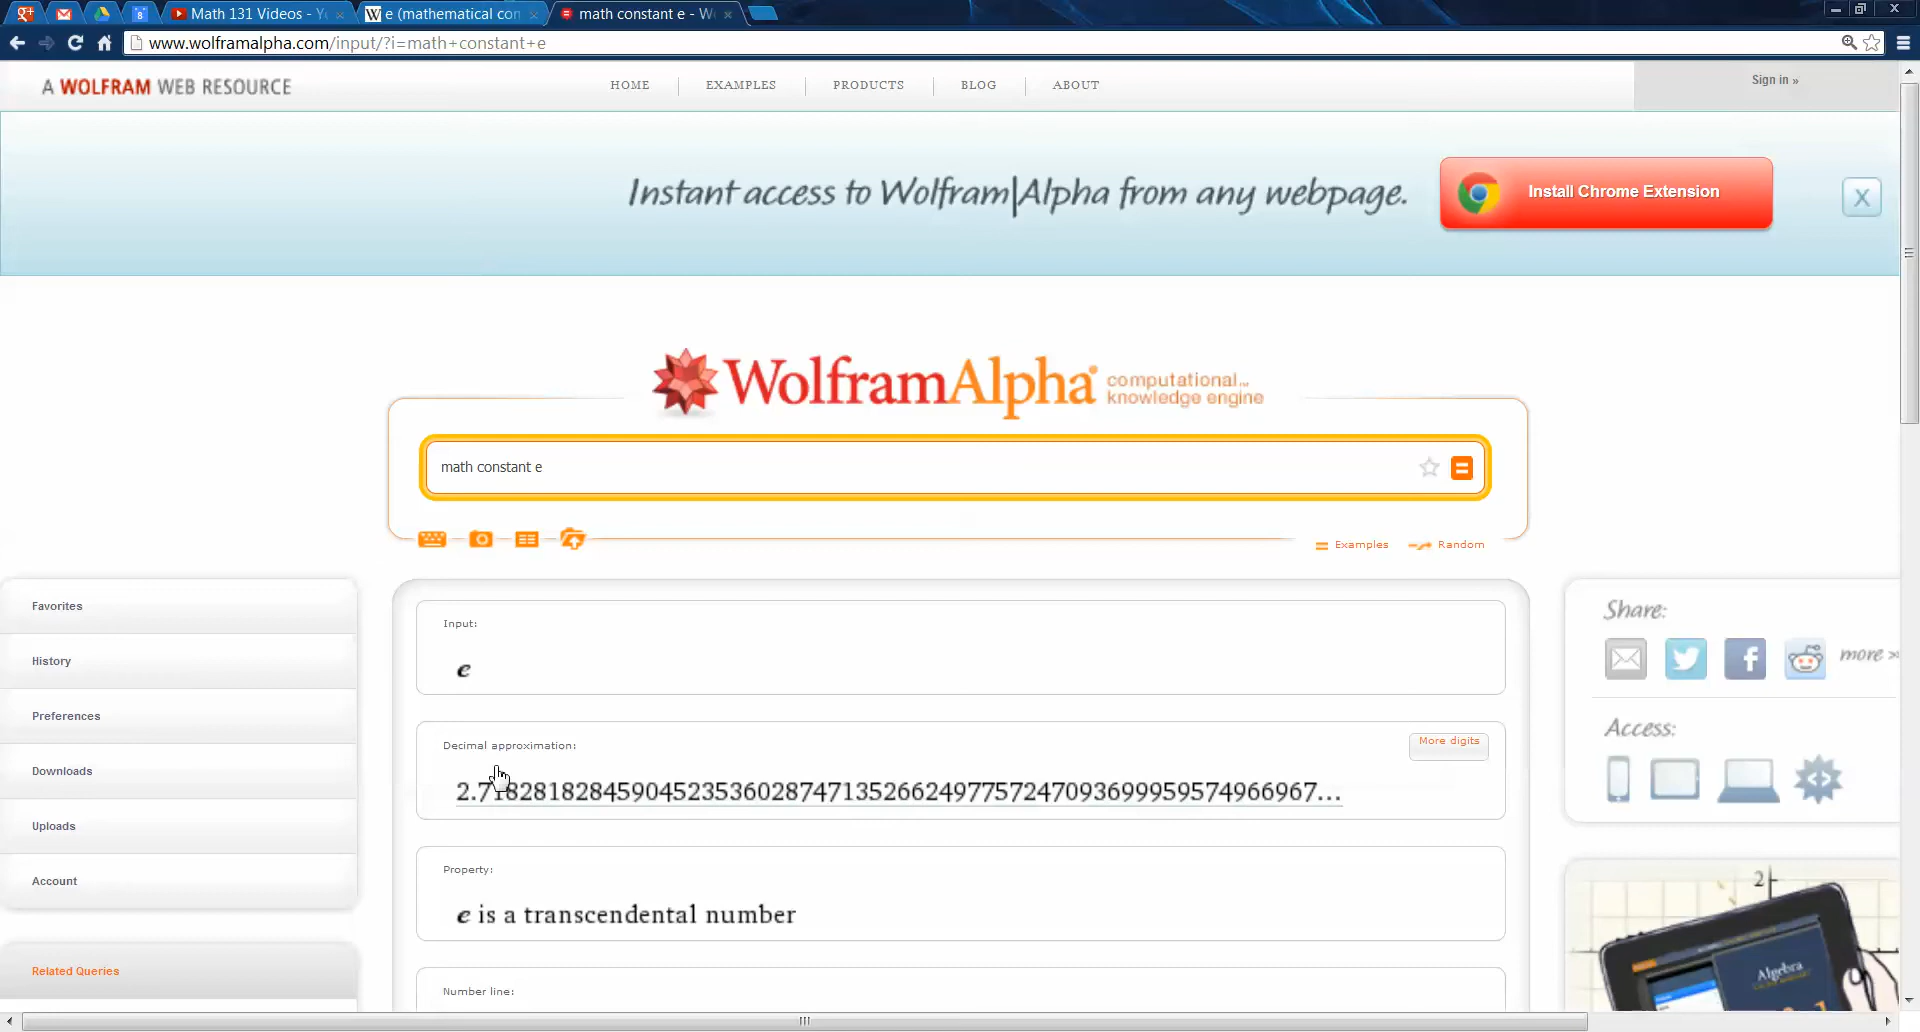 Math 131 Videos - Y
W e (mathematical con
math constant e - W
www.wolframalpha.com/input/?i=math+constant+e
A WOLFRAM WEB RESOURCE
HOME
EXAMPLES
PRODUCTS
BLOG
ABOUT
Sign in »
Instant access to Wolfram|Alpha from any webpage.
Install Chrome Extension
X
WolframAlpha computational knowledge engine
math constant e
Examples
Random
Favorites
History
Preferences
Downloads
Uploads
Account
Related Queries
Input:
e
Decimal approximation:
More digits
2.718281828459045235360287471352662497757247093699959574966967...
Property:
e is a transcendental number
Number line:
Share:
more »
Access:
2
Algebra